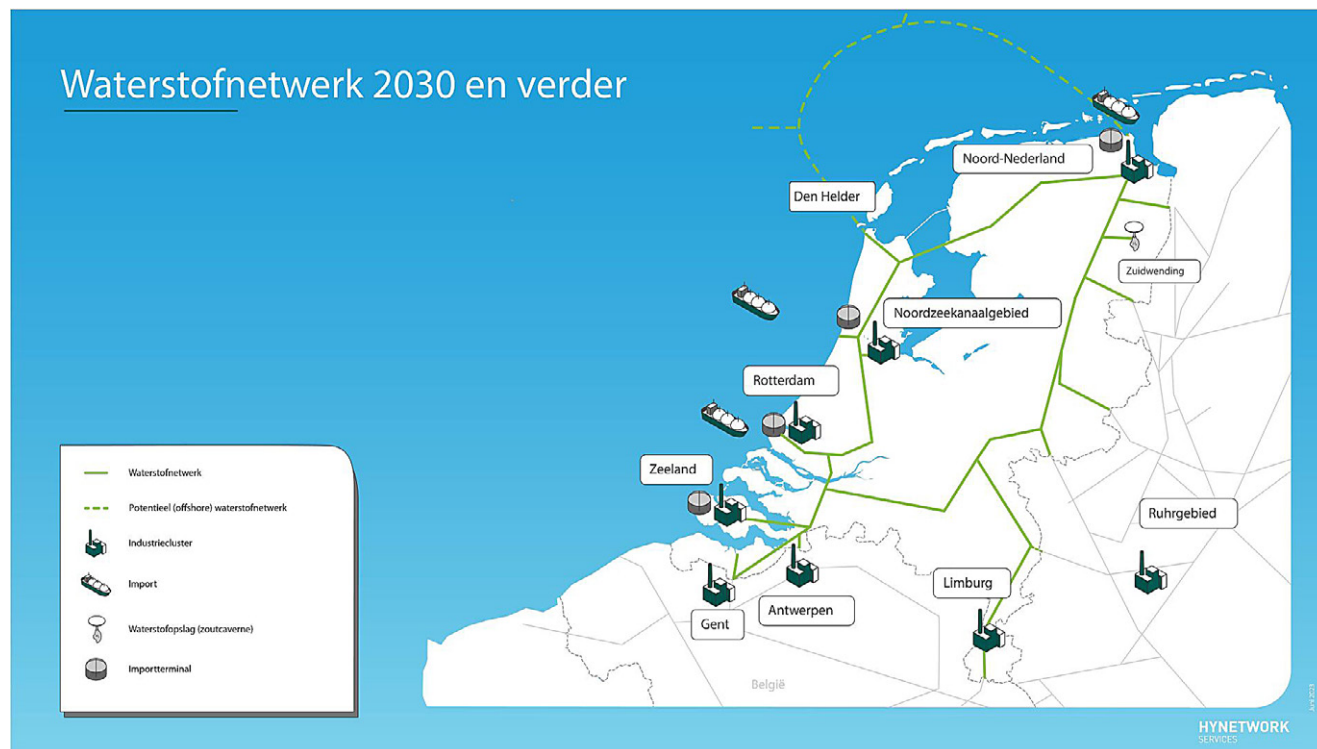 Waterstofnetwerk 2030 en verder
Noord-Nederland
Den Helder
Zuidwending
Noordzeekanaalgebied
Rotterdam
Zeeland
Ruhrgebied
Limburg
Antwerpen
Gent
België
Waterstofnetwerk
Potentieel (offshore) waterstofnetwerk
Industriecluster
Import
Waterstofopslag (zoutcaverne)
Importterminal
HYNETWORK
SERVICES